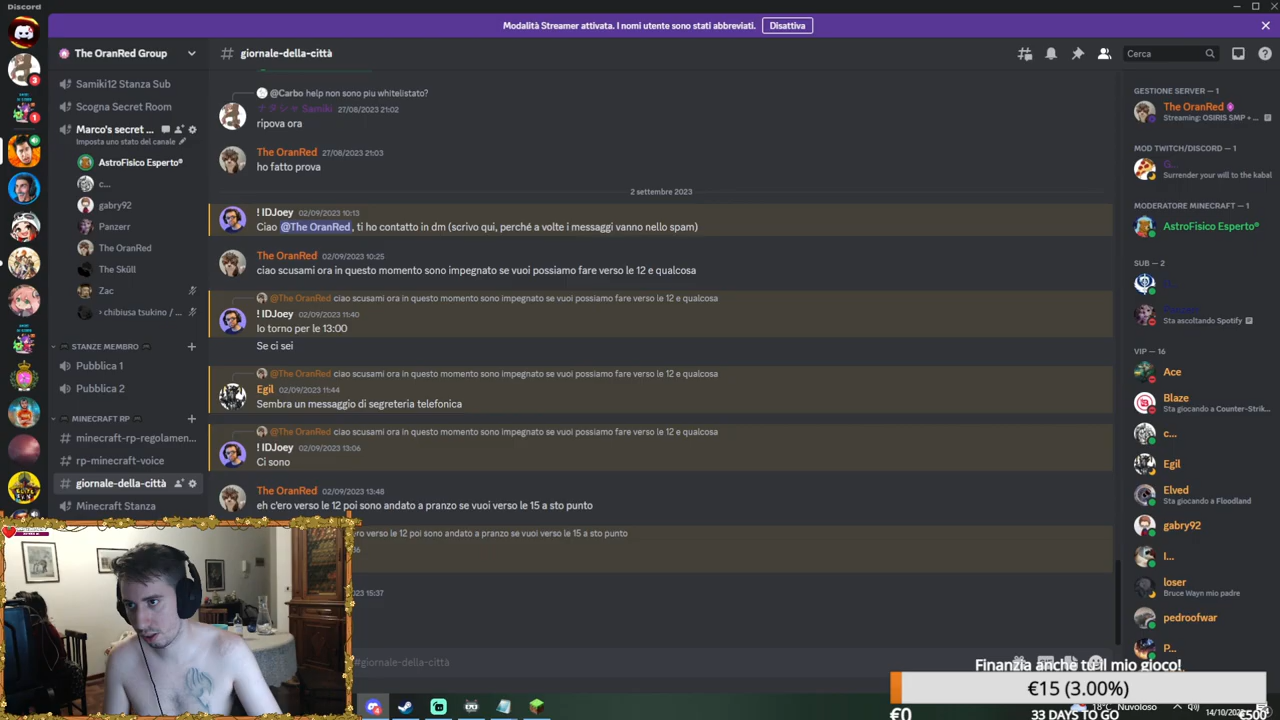 Discord
Modalità Streamer attivata. I nomi utente sono stati abbreviati.
Disattiva
The OranRed Group
giornale-della-città
Cerca
Samiki12 Stanza Sub
Scogna Secret Room
Marco's secret ...
Imposta uno stato del canale
AstroFisico Esperto®
c...
gabry92
Panzerr
The OranRed
The Sküll
Zac
chibiusa tsukino / ...
STANZE MEMBRO
Pubblica 1
Pubblica 2
MINECRAFT RP
minecraft-rp-regolamen...
rp-minecraft-voice
giornale-della-città
Minecraft Stanza
@Carbo help non sono piu whitelistato?
Samiki 27/08/2023 21:02
ripova ora
The OranRed 27/08/2023 21:03
ho fatto prova
2 settembre 2023
! IDJoey 02/09/2023 10:13
Ciao @The OranRed, ti ho contatto in dm (scrivo qui, perché a volte i messaggi vanno nello spam)
The OranRed 02/09/2023 10:25
ciao scusami ora in questo momento sono impegnato se vuoi possiamo fare verso le 12 e qualcosa
@The OranRed ciao scusami ora in questo momento sono impegnato se vuoi possiamo fare verso le 12 e qualcosa
! IDJoey 02/09/2023 11:40
Io torno per le 13:00
Se ci sei
@The OranRed ciao scusami ora in questo momento sono impegnato se vuoi possiamo fare verso le 12 e qualcosa
Egil 02/09/2023 11:44
Sembra un messaggio di segreteria telefonica
@The OranRed ciao scusami ora in questo momento sono impegnato se vuoi possiamo fare verso le 12 e qualcosa
! IDJoey 02/09/2023 13:06
Ci sono
The OranRed 02/09/2023 13:48
eh c'ero verso le 12 poi sono andato a pranzo se vuoi verso le 15 a sto punto
ero verso le 12 poi sono andato a pranzo se vuoi verso le 15 a sto punto
15:37
#giornale-della-città
GESTIONE SERVER — 1
The OranRed
Streaming: OSIRIS SMP + ...
MOD TWITCH/DISCORD — 1
G...
Surrender your will to the kabal
MODERATORE MINECRAFT — 1
AstroFisico Esperto®
SUB — 2
Sta ascoltando Spotify
VIP — 16
Ace
Blaze
Sta giocando a Counter-Strik...
c...
Egil
Elved
Sta giocando a Floodland
gabry92
I...
loser
Bruce Wayn mio padre
pedroofwar
P...
Finanzia anche tu il mio gioco!
€15 (3.00%)
€0
33 DAYS TO GO
€500
18° Nuvoloso